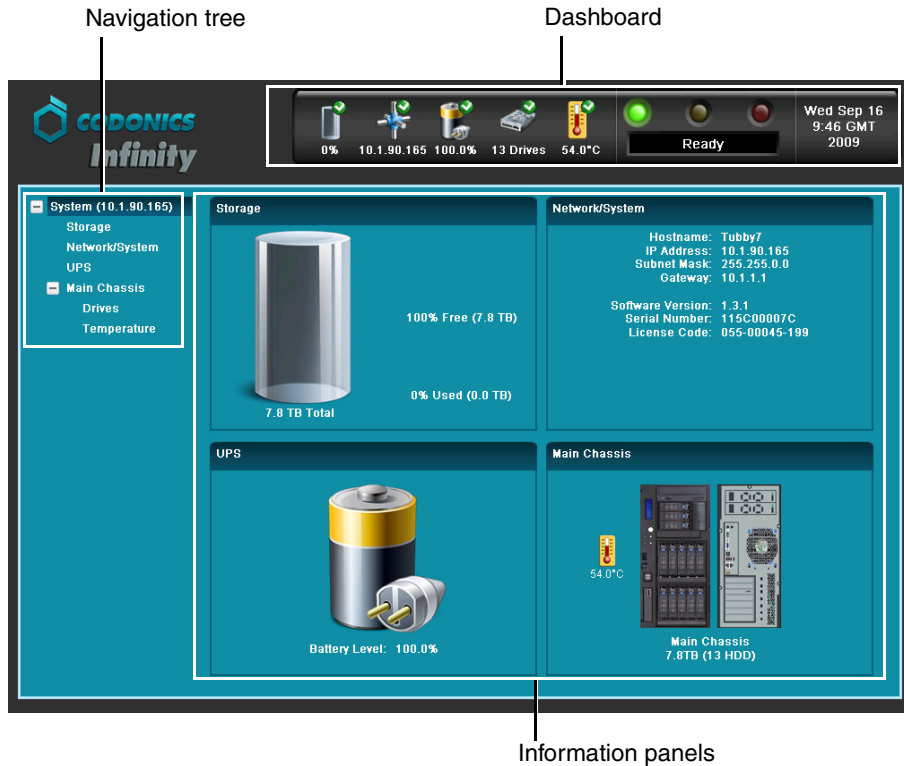 Navigation tree
Dashboard
CODONICS
Infinity
0% 10.1.90.165 100.0% 13 Drives 54.0°C
Ready
Wed Sep 16
9:46 GMT
2009
System (10.1.90.165)
Storage
Network/System
UPS
Main Chassis
Drives
Temperature
Storage
100% Free (7.8 TB)
0% Used (0.0 TB)
7.8 TB Total
Network/System
Hostname: Tubby7
IP Address: 10.1.90.165
Subnet Mask: 255.255.0.0
Gateway: 10.1.1.1
Software Version: 1.3.1
Serial Number: 115C00007C
License Code: 055-00045-199
UPS
Battery Level: 100.0%
Main Chassis
54.0°C
Main Chassis
7.8TB (13 HDD)
Information panels